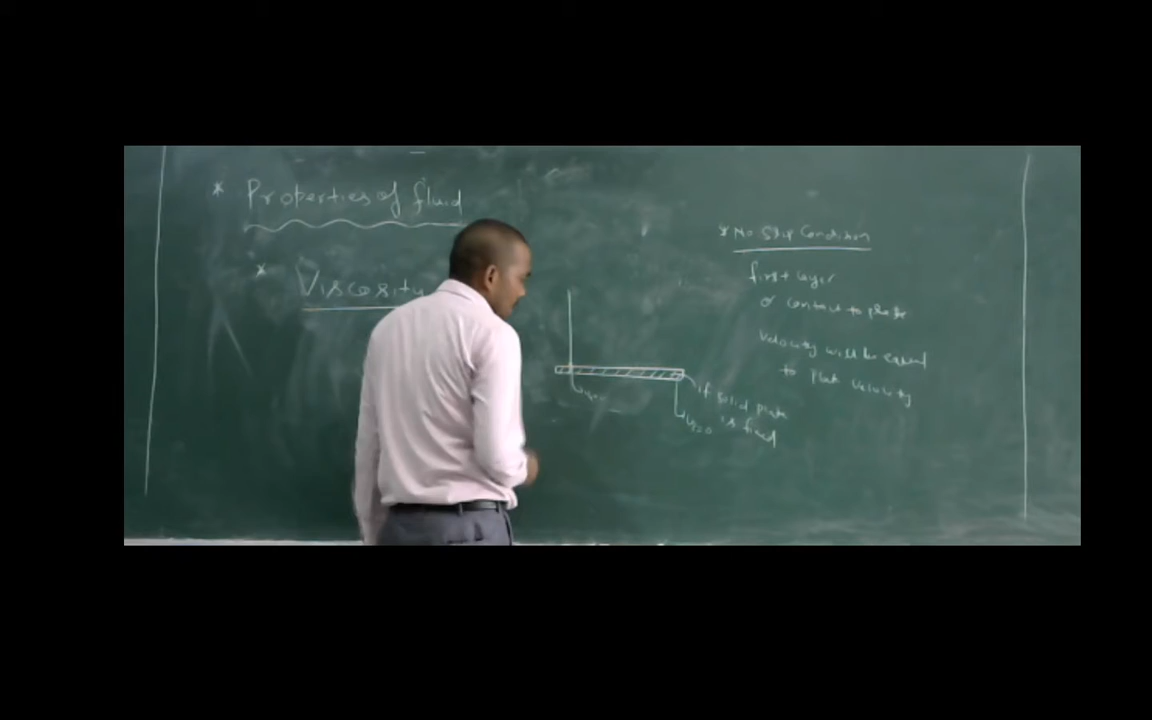 * Properties of fluid
* Viscosity
* No Slip Condition
first layer
of contact to plate
velocity will be equal
to plate velocity
if solid plate
is fixed